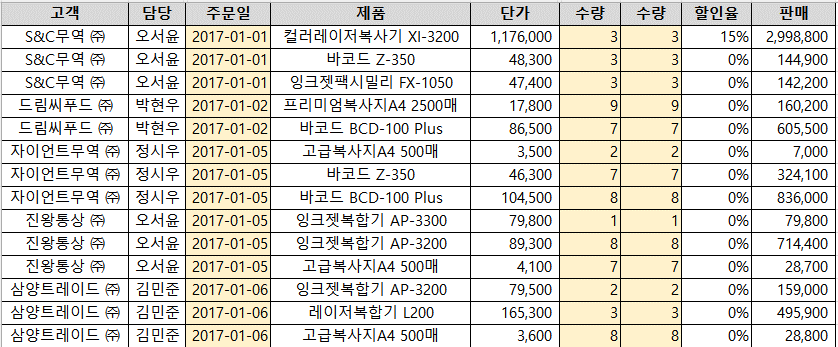 고객 담당 주문일 제품 단가 수량 수량 할인율 판매
S&C무역 ㈜ 오서윤 2017-01-01 컬러레이저복사기 XI-3200 1,176,000 3 3 15% 2,998,800
S&C무역 ㈜ 오서윤 2017-01-01 바코드 Z-350 48,300 3 3 0% 144,900
S&C무역 ㈜ 오서윤 2017-01-01 잉크젯팩시밀리 FX-1050 47,400 3 3 0% 142,200
드림씨푸드 ㈜ 박현우 2017-01-02 프리미엄복사지A4 2500매 17,800 9 9 0% 160,200
드림씨푸드 ㈜ 박현우 2017-01-02 바코드 BCD-100 Plus 86,500 7 7 0% 605,500
자이언트무역 ㈜ 정시우 2017-01-05 고급복사지A4 500매 3,500 2 2 0% 7,000
자이언트무역 ㈜ 정시우 2017-01-05 바코드 Z-350 46,300 7 7 0% 324,100
자이언트무역 ㈜ 정시우 2017-01-05 바코드 BCD-100 Plus 104,500 8 8 0% 836,000
진왕통상 ㈜ 오서윤 2017-01-05 잉크젯복합기 AP-3300 79,800 1 1 0% 79,800
진왕통상 ㈜ 오서윤 2017-01-05 잉크젯복합기 AP-3200 89,300 8 8 0% 714,400
진왕통상 ㈜ 오서윤 2017-01-05 고급복사지A4 500매 4,100 7 7 0% 28,700
삼양트레이드 ㈜ 김민준 2017-01-06 잉크젯복합기 AP-3200 79,500 2 2 0% 159,000
삼양트레이드 ㈜ 김민준 2017-01-06 레이저복합기 L200 165,300 3 3 0% 495,900
삼양트레이드 ㈜ 김민준 2017-01-06 고급복사지A4 500매 3,600 8 8 0% 28,800